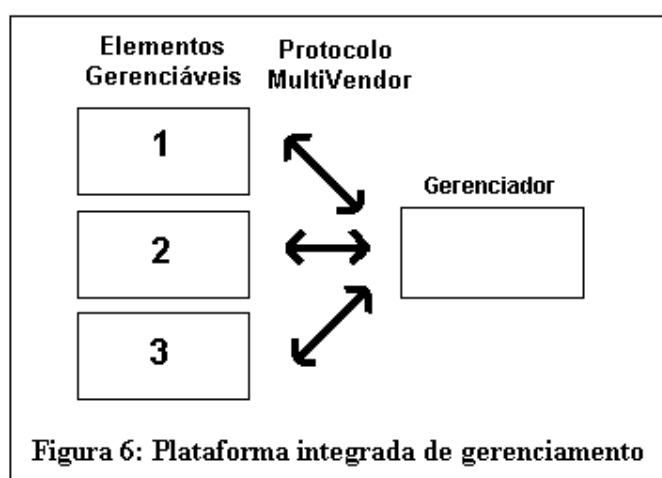 Elementos
Gerenciáveis
Protocolo
MultiVendor
1
2
3
Gerenciador
Figura 6: Plataforma integrada de gerenciamento